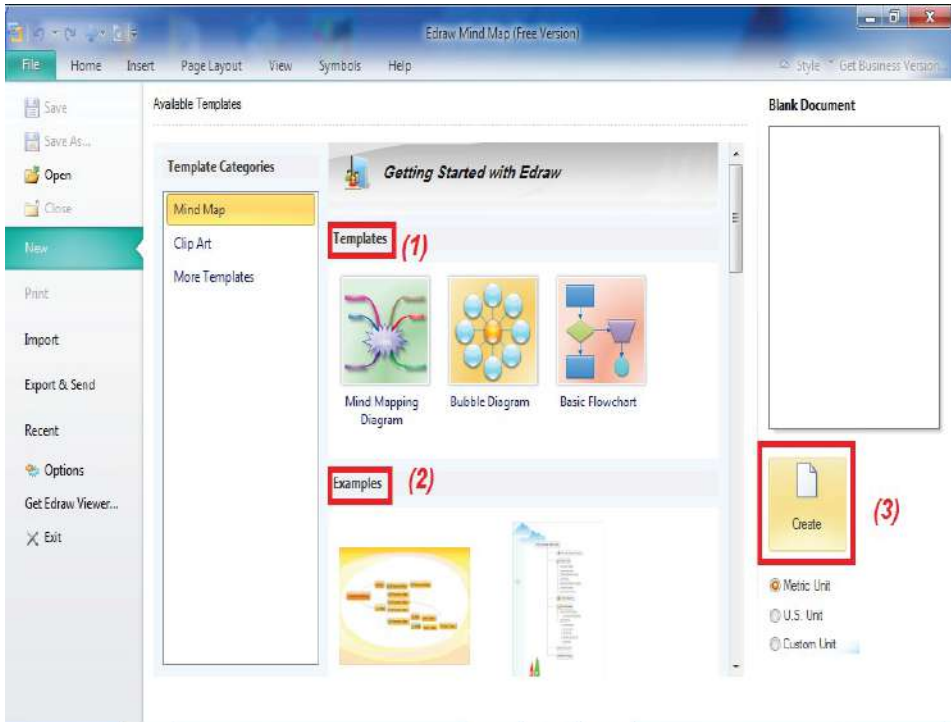 Edraw Mind Map (Free Version)
File Home Insert Page Layout View Symbols Help Style Get Business Version...
Save
Save As...
Open
Close
New
Print
Import
Export & Send
Recent
Options
Get Edraw Viewer...
Exit
Available Templates
Template Categories
Mind Map
Clip Art
More Templates
Getting Started with Edraw
Templates (1)
Mind Mapping
Diagram
Bubble Diagram
Basic Flowchart
Examples (2)
Blank Document
Create
(3)
Metric Unit
U.S. Unit
Custom Unit